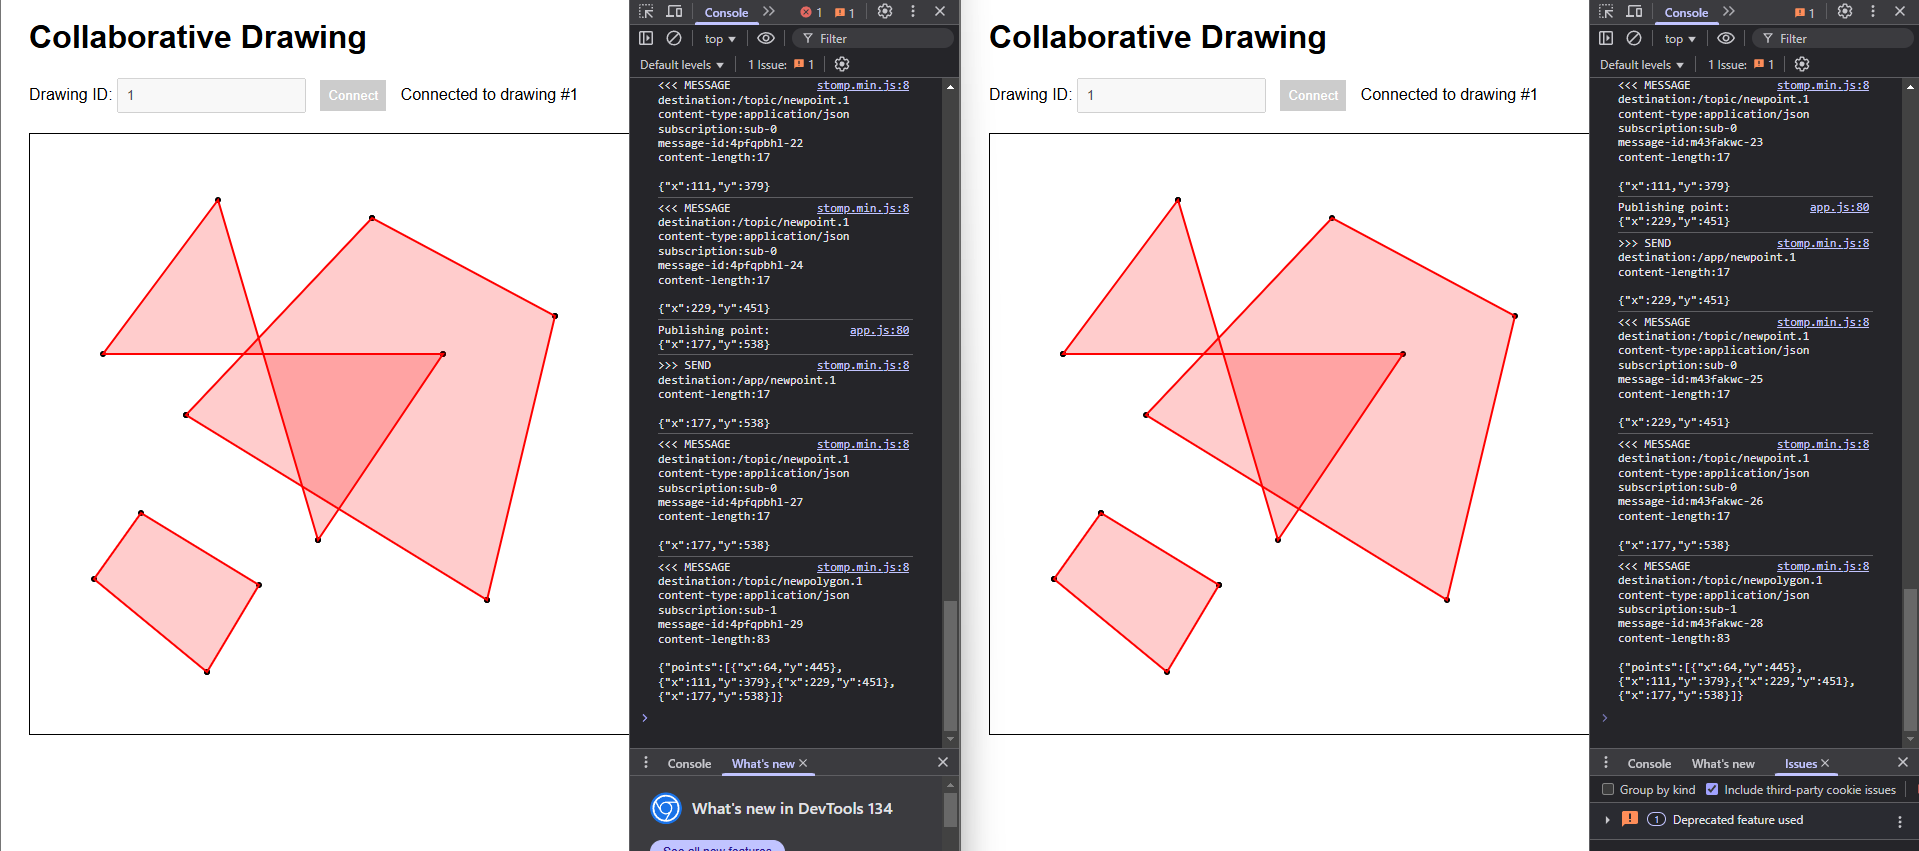 Collaborative Drawing
Drawing ID: 1 Connect Connected to drawing #1
Console 1 1
top Filter
Default levels 1 Issue: 1
<<< MESSAGE stomp.min.js:8
destination:/topic/newpoint.1
content-type:application/json
subscription:sub-0
message-id:4pfqpbhl-22
content-length:17
{"x":111,"y":379}
<<< MESSAGE stomp.min.js:8
destination:/topic/newpoint.1
content-type:application/json
subscription:sub-0
message-id:4pfqpbhl-24
content-length:17
{"x":229,"y":451}
Publishing point: app.js:80
{"x":177,"y":538}
>>> SEND stomp.min.js:8
destination:/app/newpoint.1
content-length:17
{"x":177,"y":538}
<<< MESSAGE stomp.min.js:8
destination:/topic/newpoint.1
content-type:application/json
subscription:sub-0
message-id:4pfqpbhl-27
content-length:17
{"x":177,"y":538}
<<< MESSAGE stomp.min.js:8
destination:/topic/newpolygon.1
content-type:application/json
subscription:sub-1
message-id:4pfqpbhl-29
content-length:83
{"points":[{"x":64,"y":445},
{"x":111,"y":379},{"x":229,"y":451},
{"x":177,"y":538}]}
Console What's new
What's new in DevTools 134
See all new features
Collaborative Drawing
Drawing ID: 1 Connect Connected to drawing #1
Console 1
top Filter
Default levels 1 Issue: 1
<<< MESSAGE stomp.min.js:8
destination:/topic/newpoint.1
content-type:application/json
subscription:sub-0
message-id:m43fakwc-23
content-length:17
{"x":111,"y":379}
Publishing point: app.js:80
{"x":229,"y":451}
>>> SEND stomp.min.js:8
destination:/app/newpoint.1
content-length:17
{"x":229,"y":451}
<<< MESSAGE stomp.min.js:8
destination:/topic/newpoint.1
content-type:application/json
subscription:sub-0
message-id:m43fakwc-25
content-length:17
{"x":229,"y":451}
<<< MESSAGE stomp.min.js:8
destination:/topic/newpoint.1
content-type:application/json
subscription:sub-0
message-id:m43fakwc-26
content-length:17
{"x":177,"y":538}
<<< MESSAGE stomp.min.js:8
destination:/topic/newpolygon.1
content-type:application/json
subscription:sub-1
message-id:m43fakwc-28
content-length:83
{"points":[{"x":64,"y":445},
{"x":111,"y":379},{"x":229,"y":451},
{"x":177,"y":538}]}
Console What's new Issues
Group by kind Include third-party cookie issues
1 Deprecated feature used